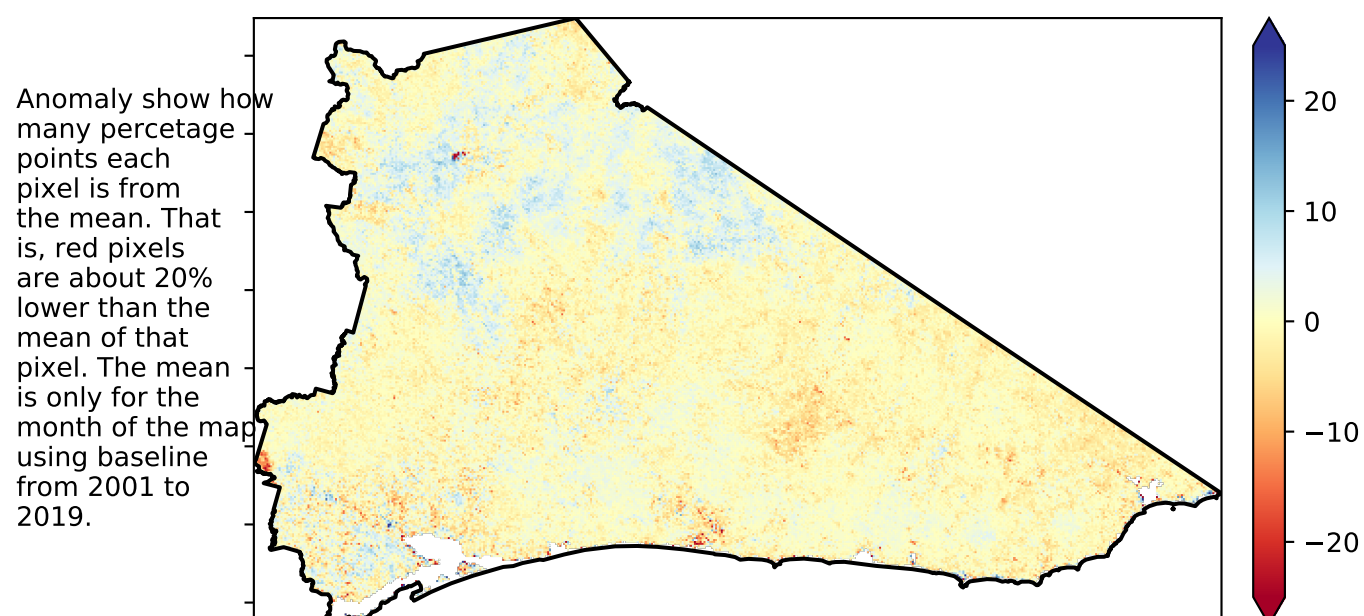 Anomaly show how
many percetage
points each
pixel is from
the mean. That
is, red pixels
are about 20%
lower than the
mean of that
pixel. The mean
is only for the
month of the map
using baseline
from 2001 to
2019.
20
10
0
−10
−20